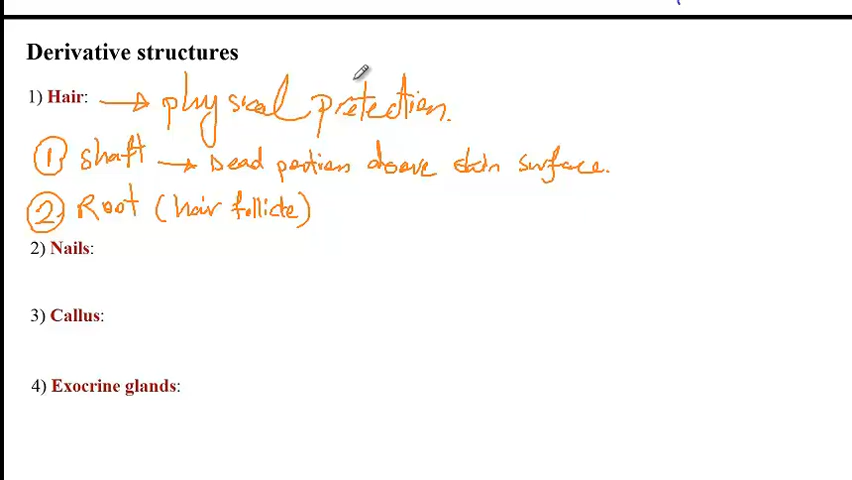 Derivative structures
1) Hair: → physical protection.
① Shaft → Dead portion above skin surface.
② Root (hair follicle)
2) Nails:
3) Callus:
4) Exocrine glands: